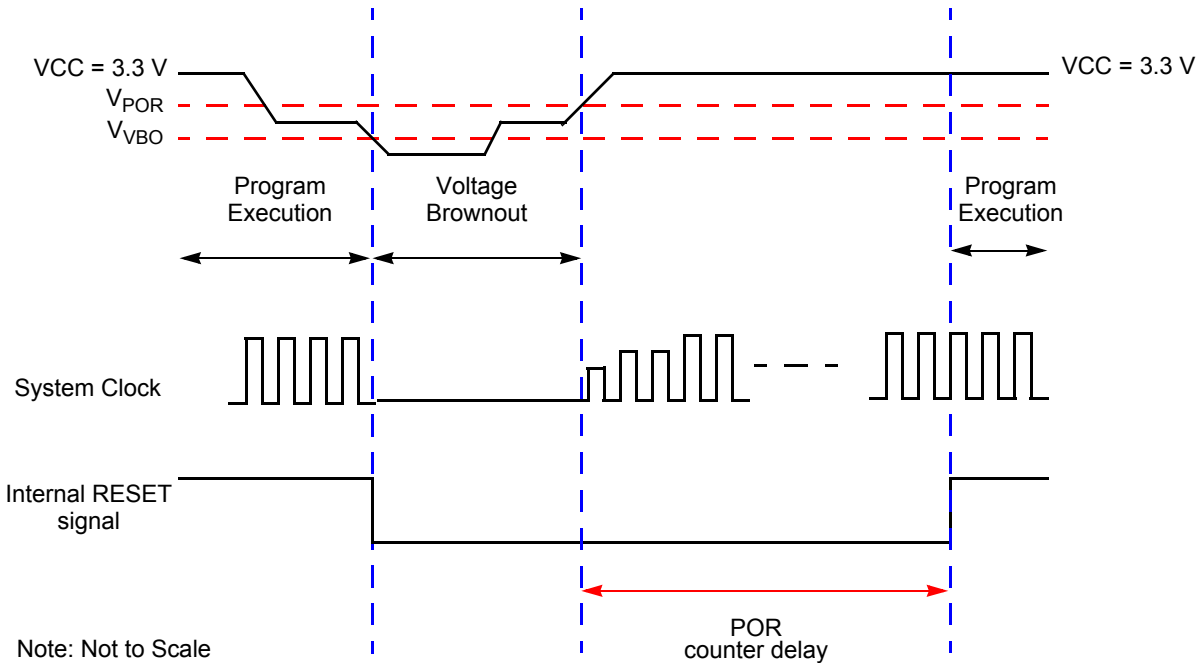 VCC = 3.3 V
VCC = 3.3 V
VPOR
VVBO
Program
Execution
Voltage
Brownout
Program
Execution
System Clock
Internal RESET
signal
POR
counter delay
Note: Not to Scale